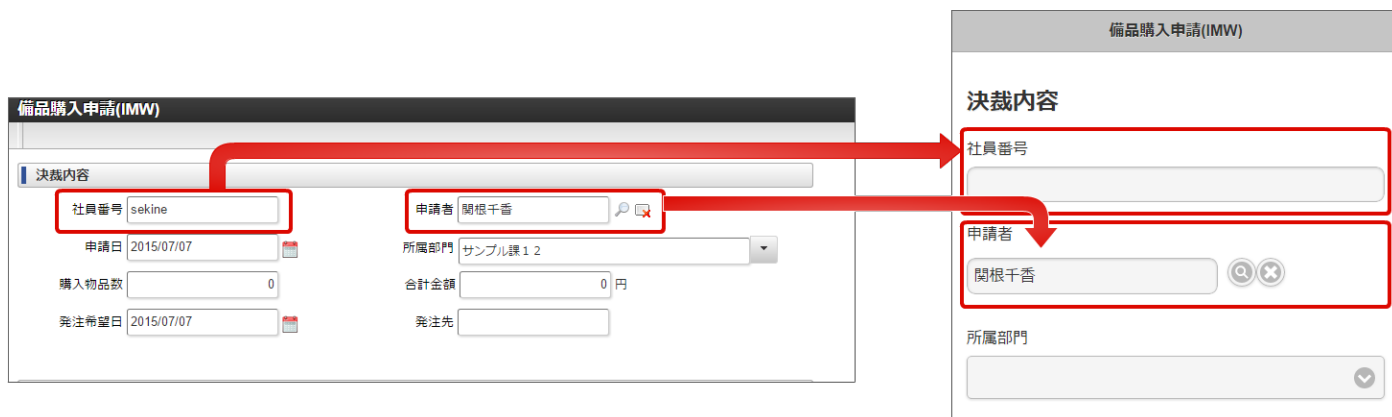 備品購入申請(IMW)
決裁内容
社員番号 sekine 申請者 関根千香
申請日 2015/07/07 所属部門 サンプル課12
購入物品数 0 合計金額 0 円
発注希望日 2015/07/07 発注先
備品購入申請(IMW)
決裁内容
社員番号
申請者
関根千香
所属部門